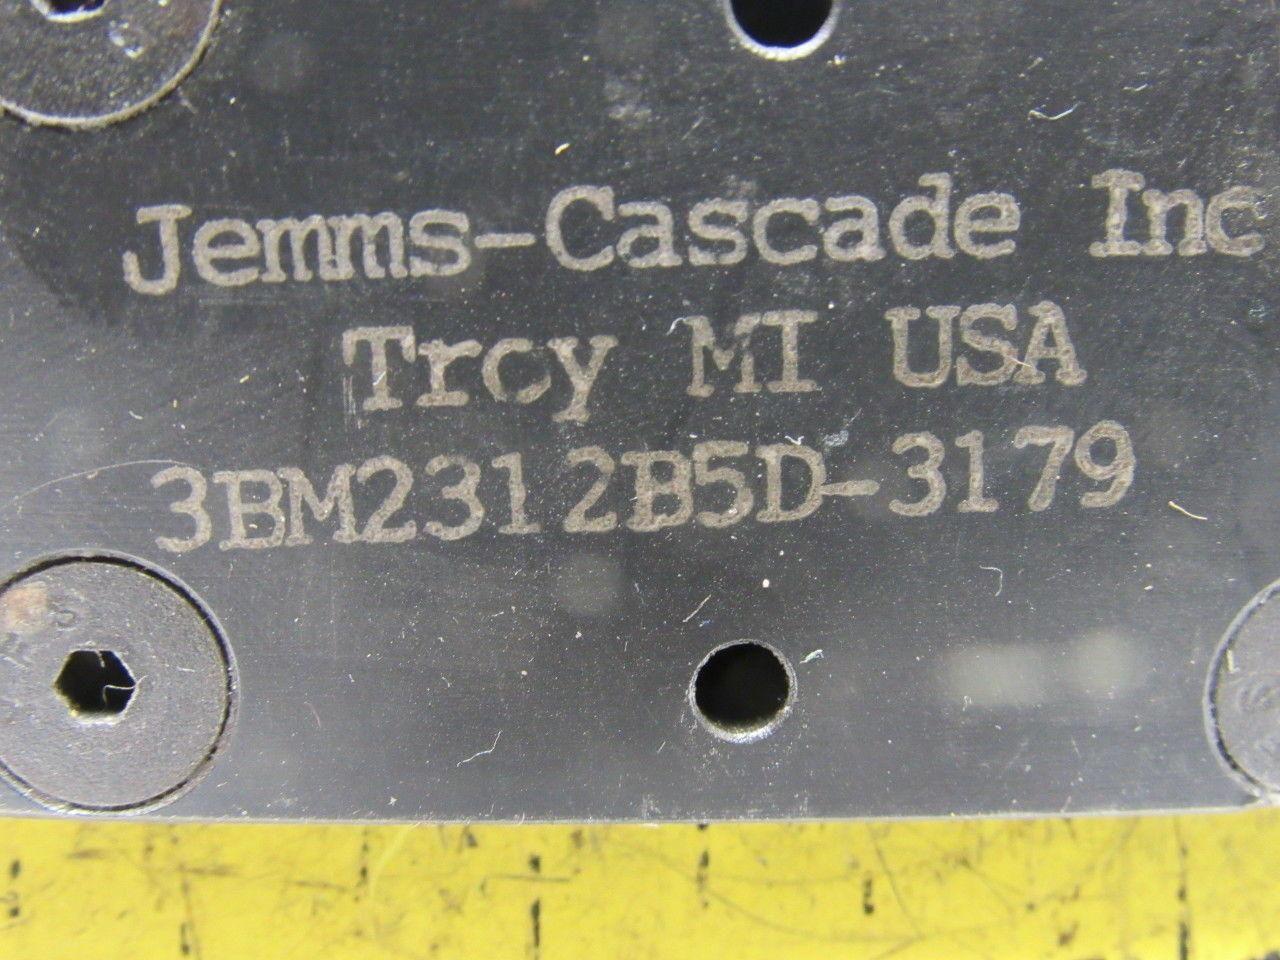 Jemms-Cascade Inc
Troy MI USA
3BM2312B5D-3179